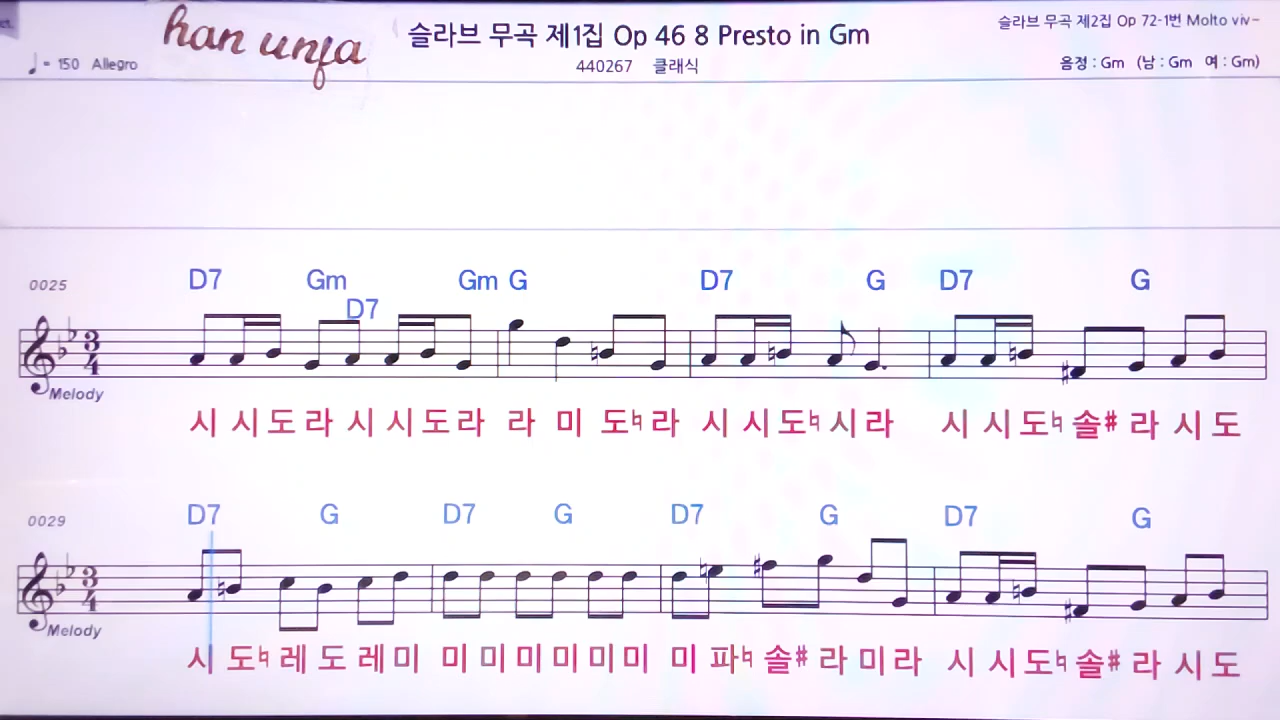 han unfa
슬라브 무곡 제1집 Op 46 8 Presto in Gm
슬라브 무곡 제2집 Op 72-1번 Molto viv~
♩= 150 Allegro
440267 클래식
음정 : Gm (남 : Gm 여 : Gm)
0025
D7 Gm D7 Gm G D7 G D7 G
3 4
Melody
시 시 도 라 시 시 도 라 라 미 도♮ 라 시 시 도♮ 시 라 시 시 도♮ 솔# 라 시 도
0029
D7 G D7 G D7 G D7 G
3 4
Melody
시 도♮ 레 도 레 미 미 미 미 미 미 미 미 파♮ 솔# 라 미 라 시 시 도♮ 솔# 라 시 도